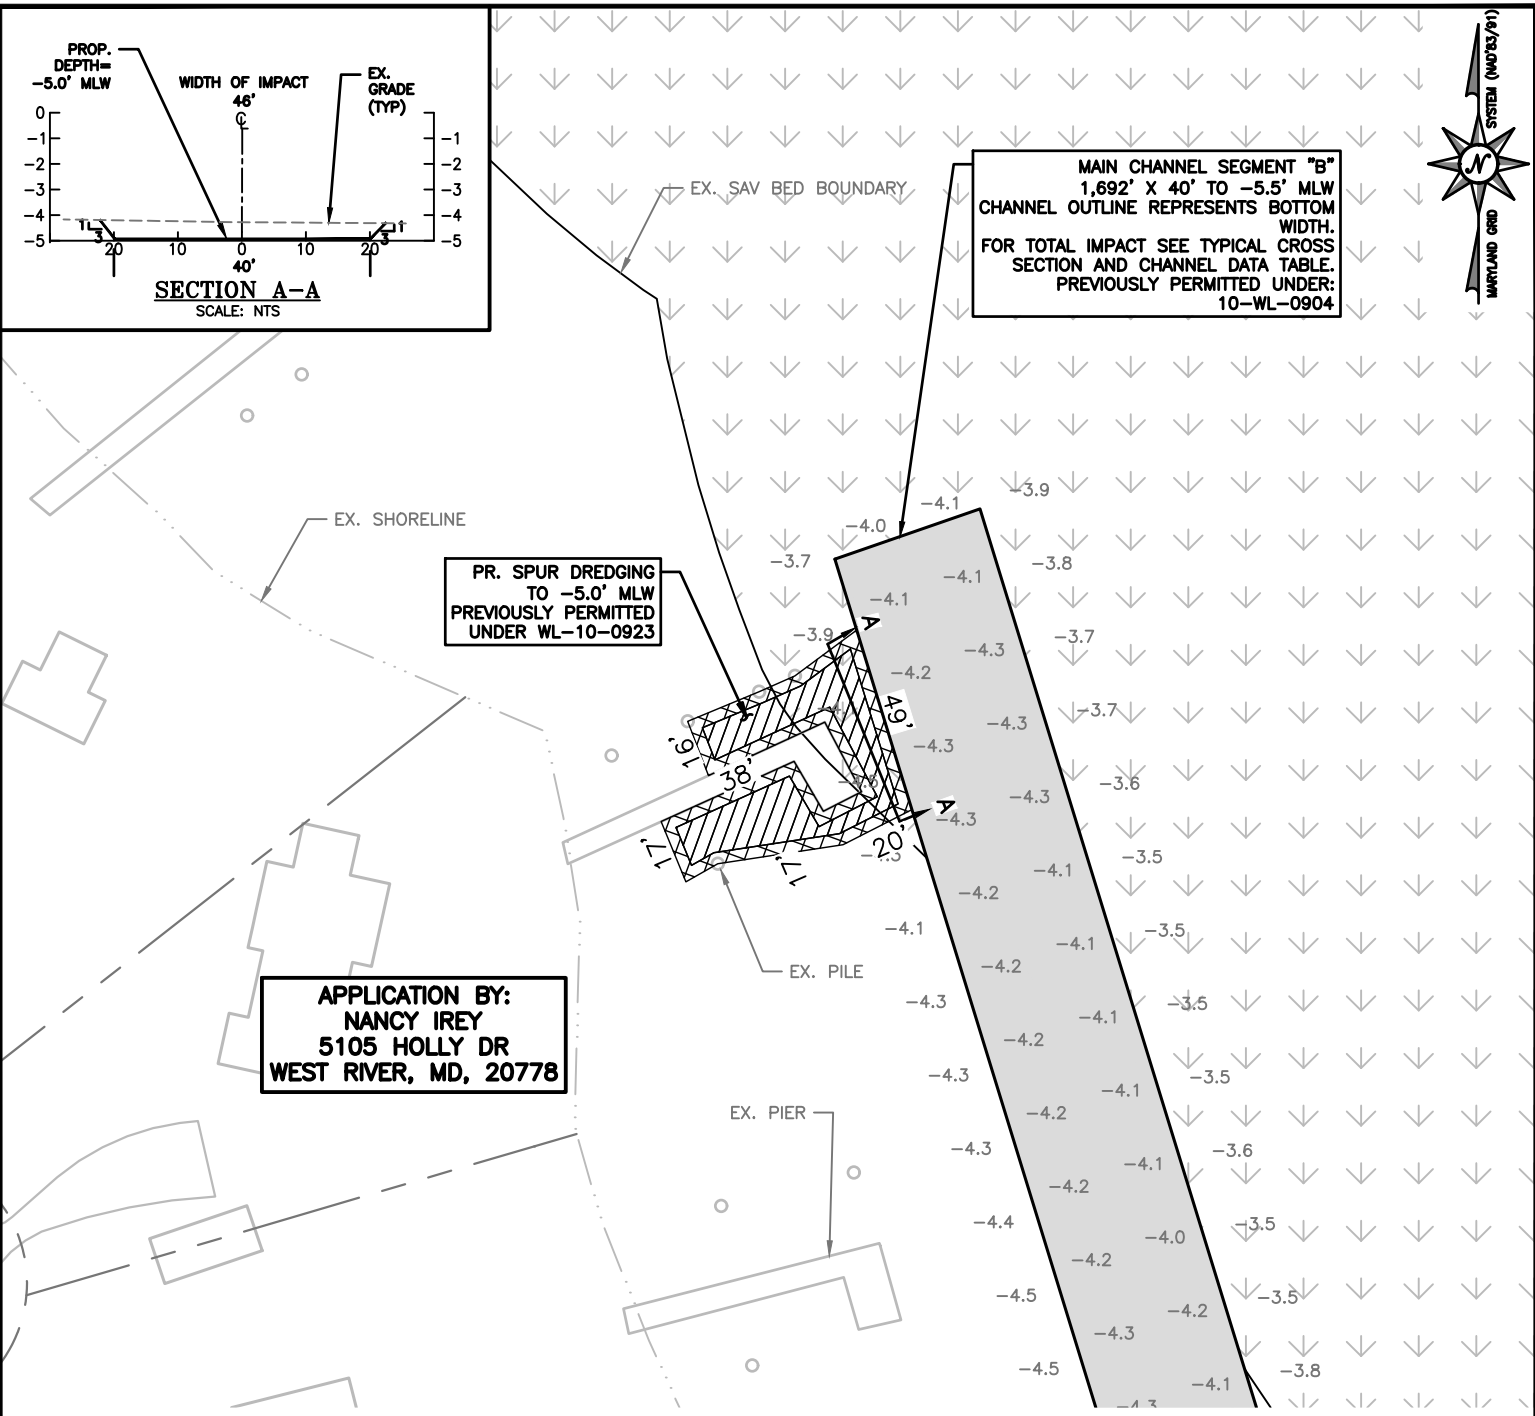 PROP.
DEPTH=
-5.0' MLW
WIDTH OF IMPACT
46'
EX.
GRADE
(TYP)
0
-1
-2
-3
-4
-5
-1
-2
-3
-4
-5
1
3
1
3
20
10
0
10
20
40'
SECTION A-A
SCALE: NTS
EX. SAV BED BOUNDARY
MAIN CHANNEL SEGMENT "B"
1,692' X 40' TO -5.5' MLW
CHANNEL OUTLINE REPRESENTS BOTTOM
WIDTH.
FOR TOTAL IMPACT SEE TYPICAL CROSS
SECTION AND CHANNEL DATA TABLE.
PREVIOUSLY PERMITTED UNDER:
10-WL-0904
MARYLAND GRID
N
SYSTEM (NAD'83/91)
EX. SHORELINE
PR. SPUR DREDGING
TO -5.0' MLW
PREVIOUSLY PERMITTED
UNDER WL-10-0923
-3.9
-4.1
-4.0
-3.7
-3.8
-4.1
-4.1
A
-3.9
-3.7
-4.3
-4.2
16'
49'
-3.7
-4.3
-4.3
38'
-4.5
-3.6
-4.3
A
-4.3
20'
17'
17'
-3.5
-4.1
-4.2
-4.1
-3.5
-4.1
-4.2
EX. PILE
-4.3
-3.5
-4.1
-4.2
APPLICATION BY:
NANCY IREY
5105 HOLLY DR
WEST RIVER, MD, 20778
-4.3
-3.5
-4.1
-4.2
EX. PIER
-4.3
-3.6
-4.1
-4.2
-4.4
-3.5
-4.0
-4.2
-4.5
-3.5
-4.2
-4.3
-4.5
-3.8
-4.1